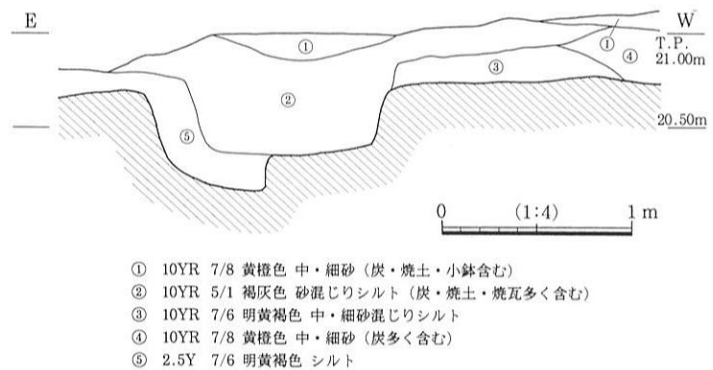 E
W
T.P.
21.00m
①
①
④
③
②
⑤
20.50m
0 (1:4) 1 m
① 10YR 7/8 黄橙色 中・細砂（炭・焼土・小鉢含む）
② 10YR 5/1 褐灰色 砂混じりシルト（炭・焼土・焼瓦多く含む）
③ 10YR 7/6 明黄褐色 中・細砂混じりシルト
④ 10YR 7/8 黄橙色 中・細砂（炭多く含む）
⑤ 2.5Y 7/6 明黄褐色 シルト